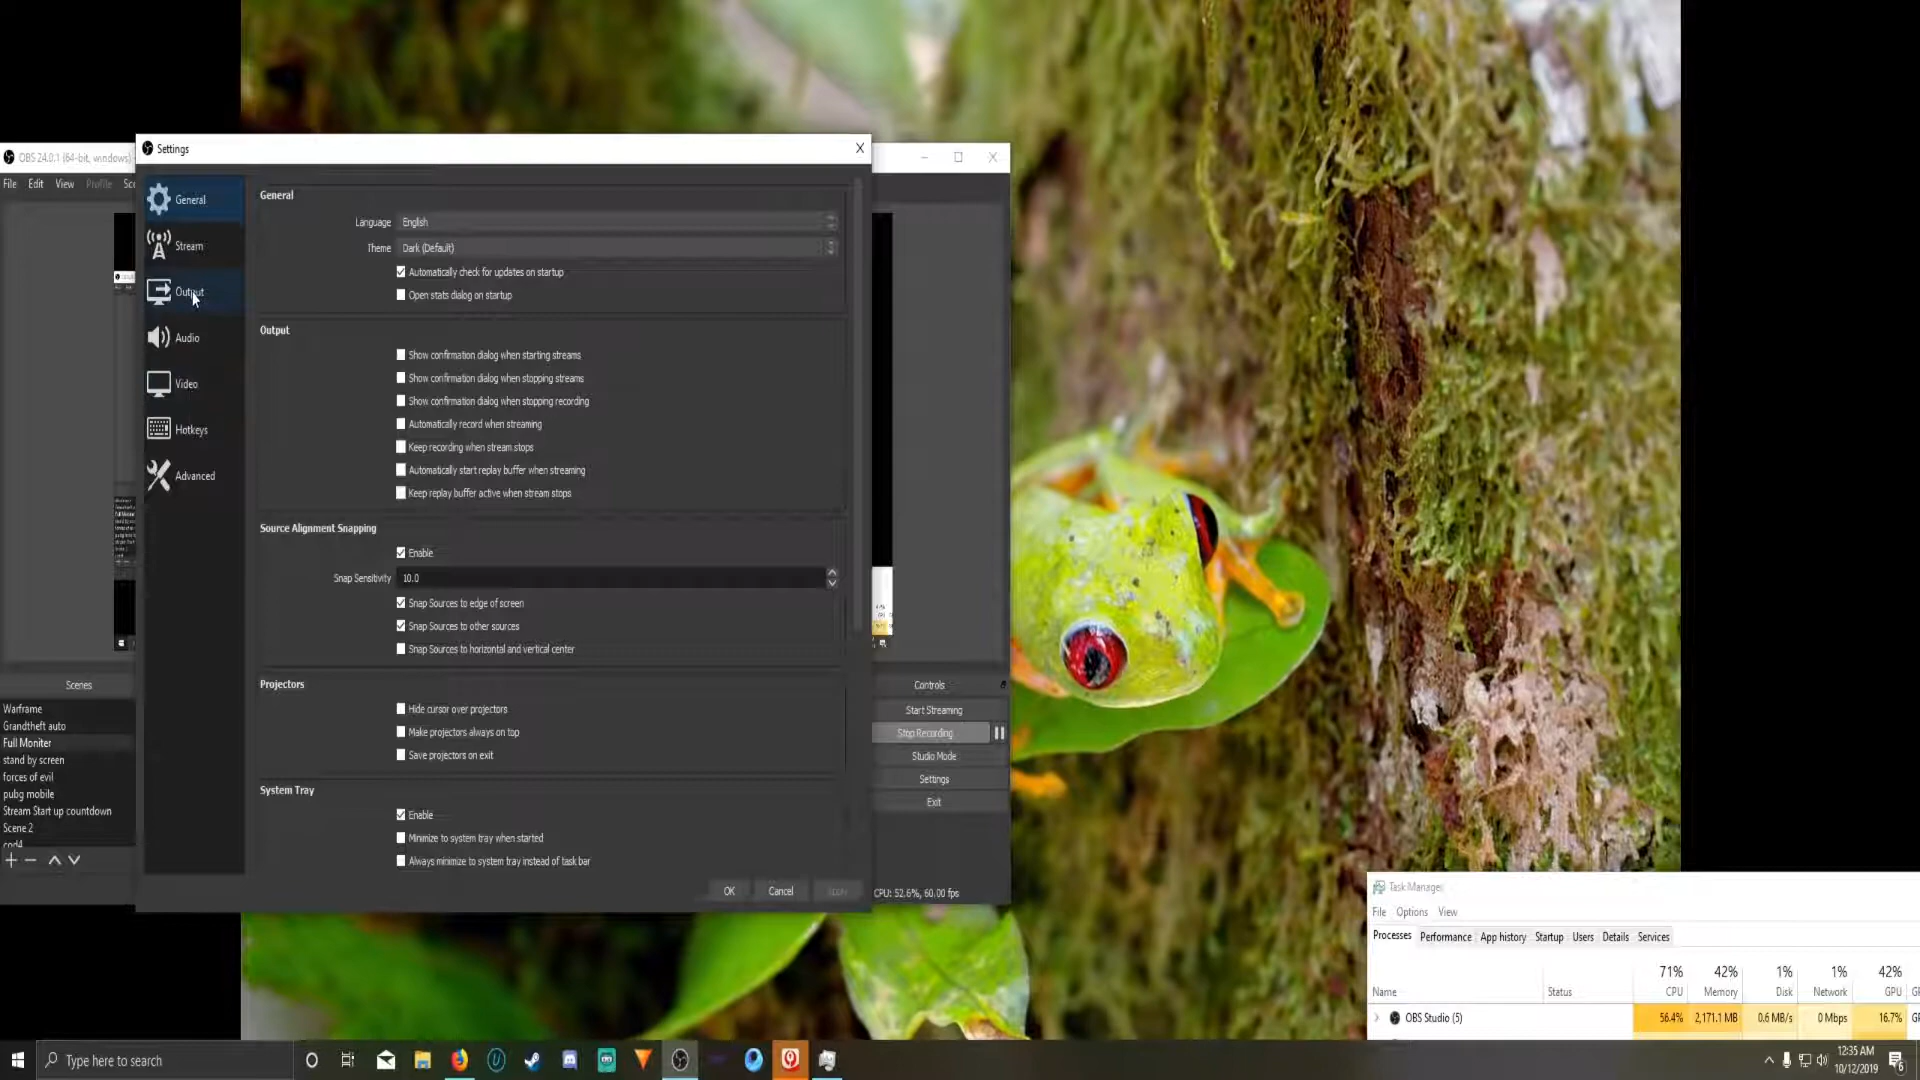 Settings
OBS 24.0.1 (64-bit, windows)
File Edit View Profile
General
Stream
Output
Audio
Video
Hotkeys
Advanced
General
Language English
Theme Dark (Default)
Automatically check for updates on startup
Open stats dialog on startup
Output
Show confirmation dialog when starting streams
Show confirmation dialog when stopping streams
Show confirmation dialog when stopping recording
Automatically record when streaming
Keep recording when stream stops
Automatically start replay buffer when streaming
Keep replay buffer active when stream stops
Source Alignment Snapping
Enable
Snap Sensitivity 10.0
Snap Sources to edge of screen
Snap Sources to other sources
Snap Sources to horizontal and vertical center
Projectors
Hide cursor over projectors
Make projectors always on top
Save projectors on exit
System Tray
Enable
Minimize to system tray when started
Always minimize to system tray instead of task bar
OK Cancel Apply
Scenes
Warframe
Grandtheft auto
Full Moniter
stand by screen
forces of evil
pubg mobile
Stream Start up countdown
Scene 2
cod4
Controls
Start Streaming
Stop Recording
Studio Mode
Settings
Exit
CPU: 52.6%, 60.00 fps
Task Manager
File Options View
Processes Performance App history Startup Users Details Services
71% 42% 1% 1% 42%
Name Status CPU Memory Disk Network GPU
OBS Studio (5) 56.4% 2,171.1 MB 0.6 MB/s 0 Mbps 16.7%
Type here to search
12:35 AM
10/12/2019
6